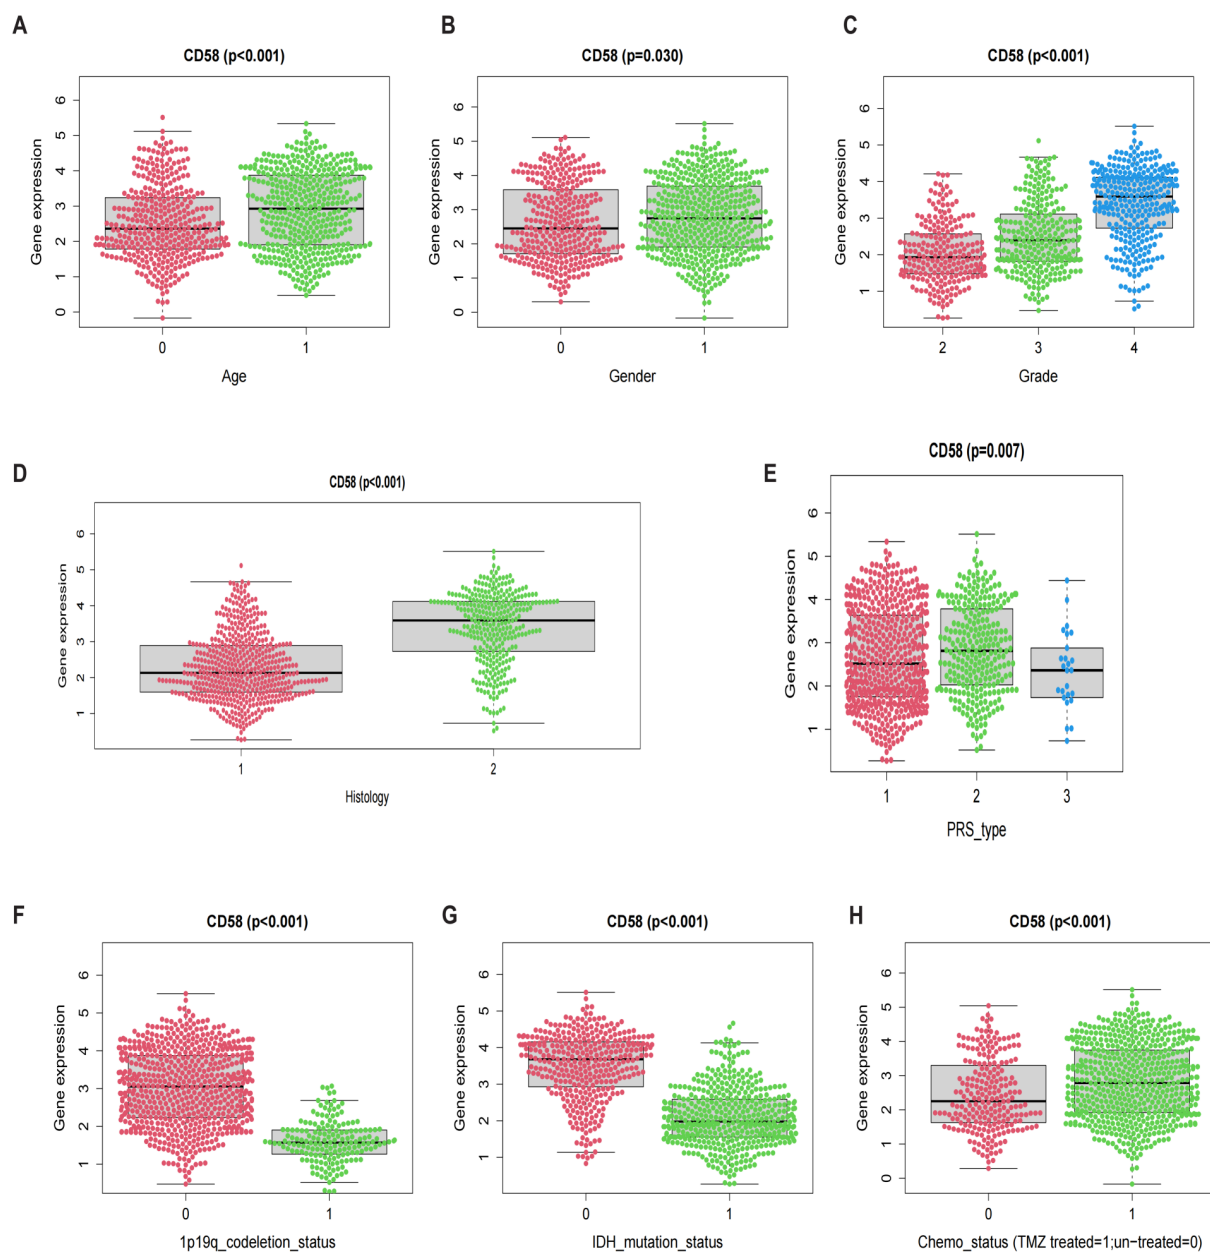 A
CD58 (p<0.001)
Gene expression
0
1
2
3
4
5
6
0
1
Age
B
CD58 (p=0.030)
Gene expression
0
1
2
3
4
5
6
0
1
Gender
C
CD58 (p<0.001)
Gene expression
1
2
3
4
5
6
2
3
4
Grade
D
CD58 (p<0.001)
Gene expression
1
2
3
4
5
6
1
2
Histology
E
CD58 (p=0.007)
Gene expression
1
2
3
4
5
6
1
2
3
PRS_type
F
CD58 (p<0.001)
Gene expression
1
2
3
4
5
6
0
1
1p19q_codeletion_status
G
CD58 (p<0.001)
Gene expression
1
2
3
4
5
6
0
1
IDH_mutation_status
H
CD58 (p<0.001)
Gene expression
0
1
2
3
4
5
6
0
1
Chemo_status (TMZ treated=1;un−treated=0)